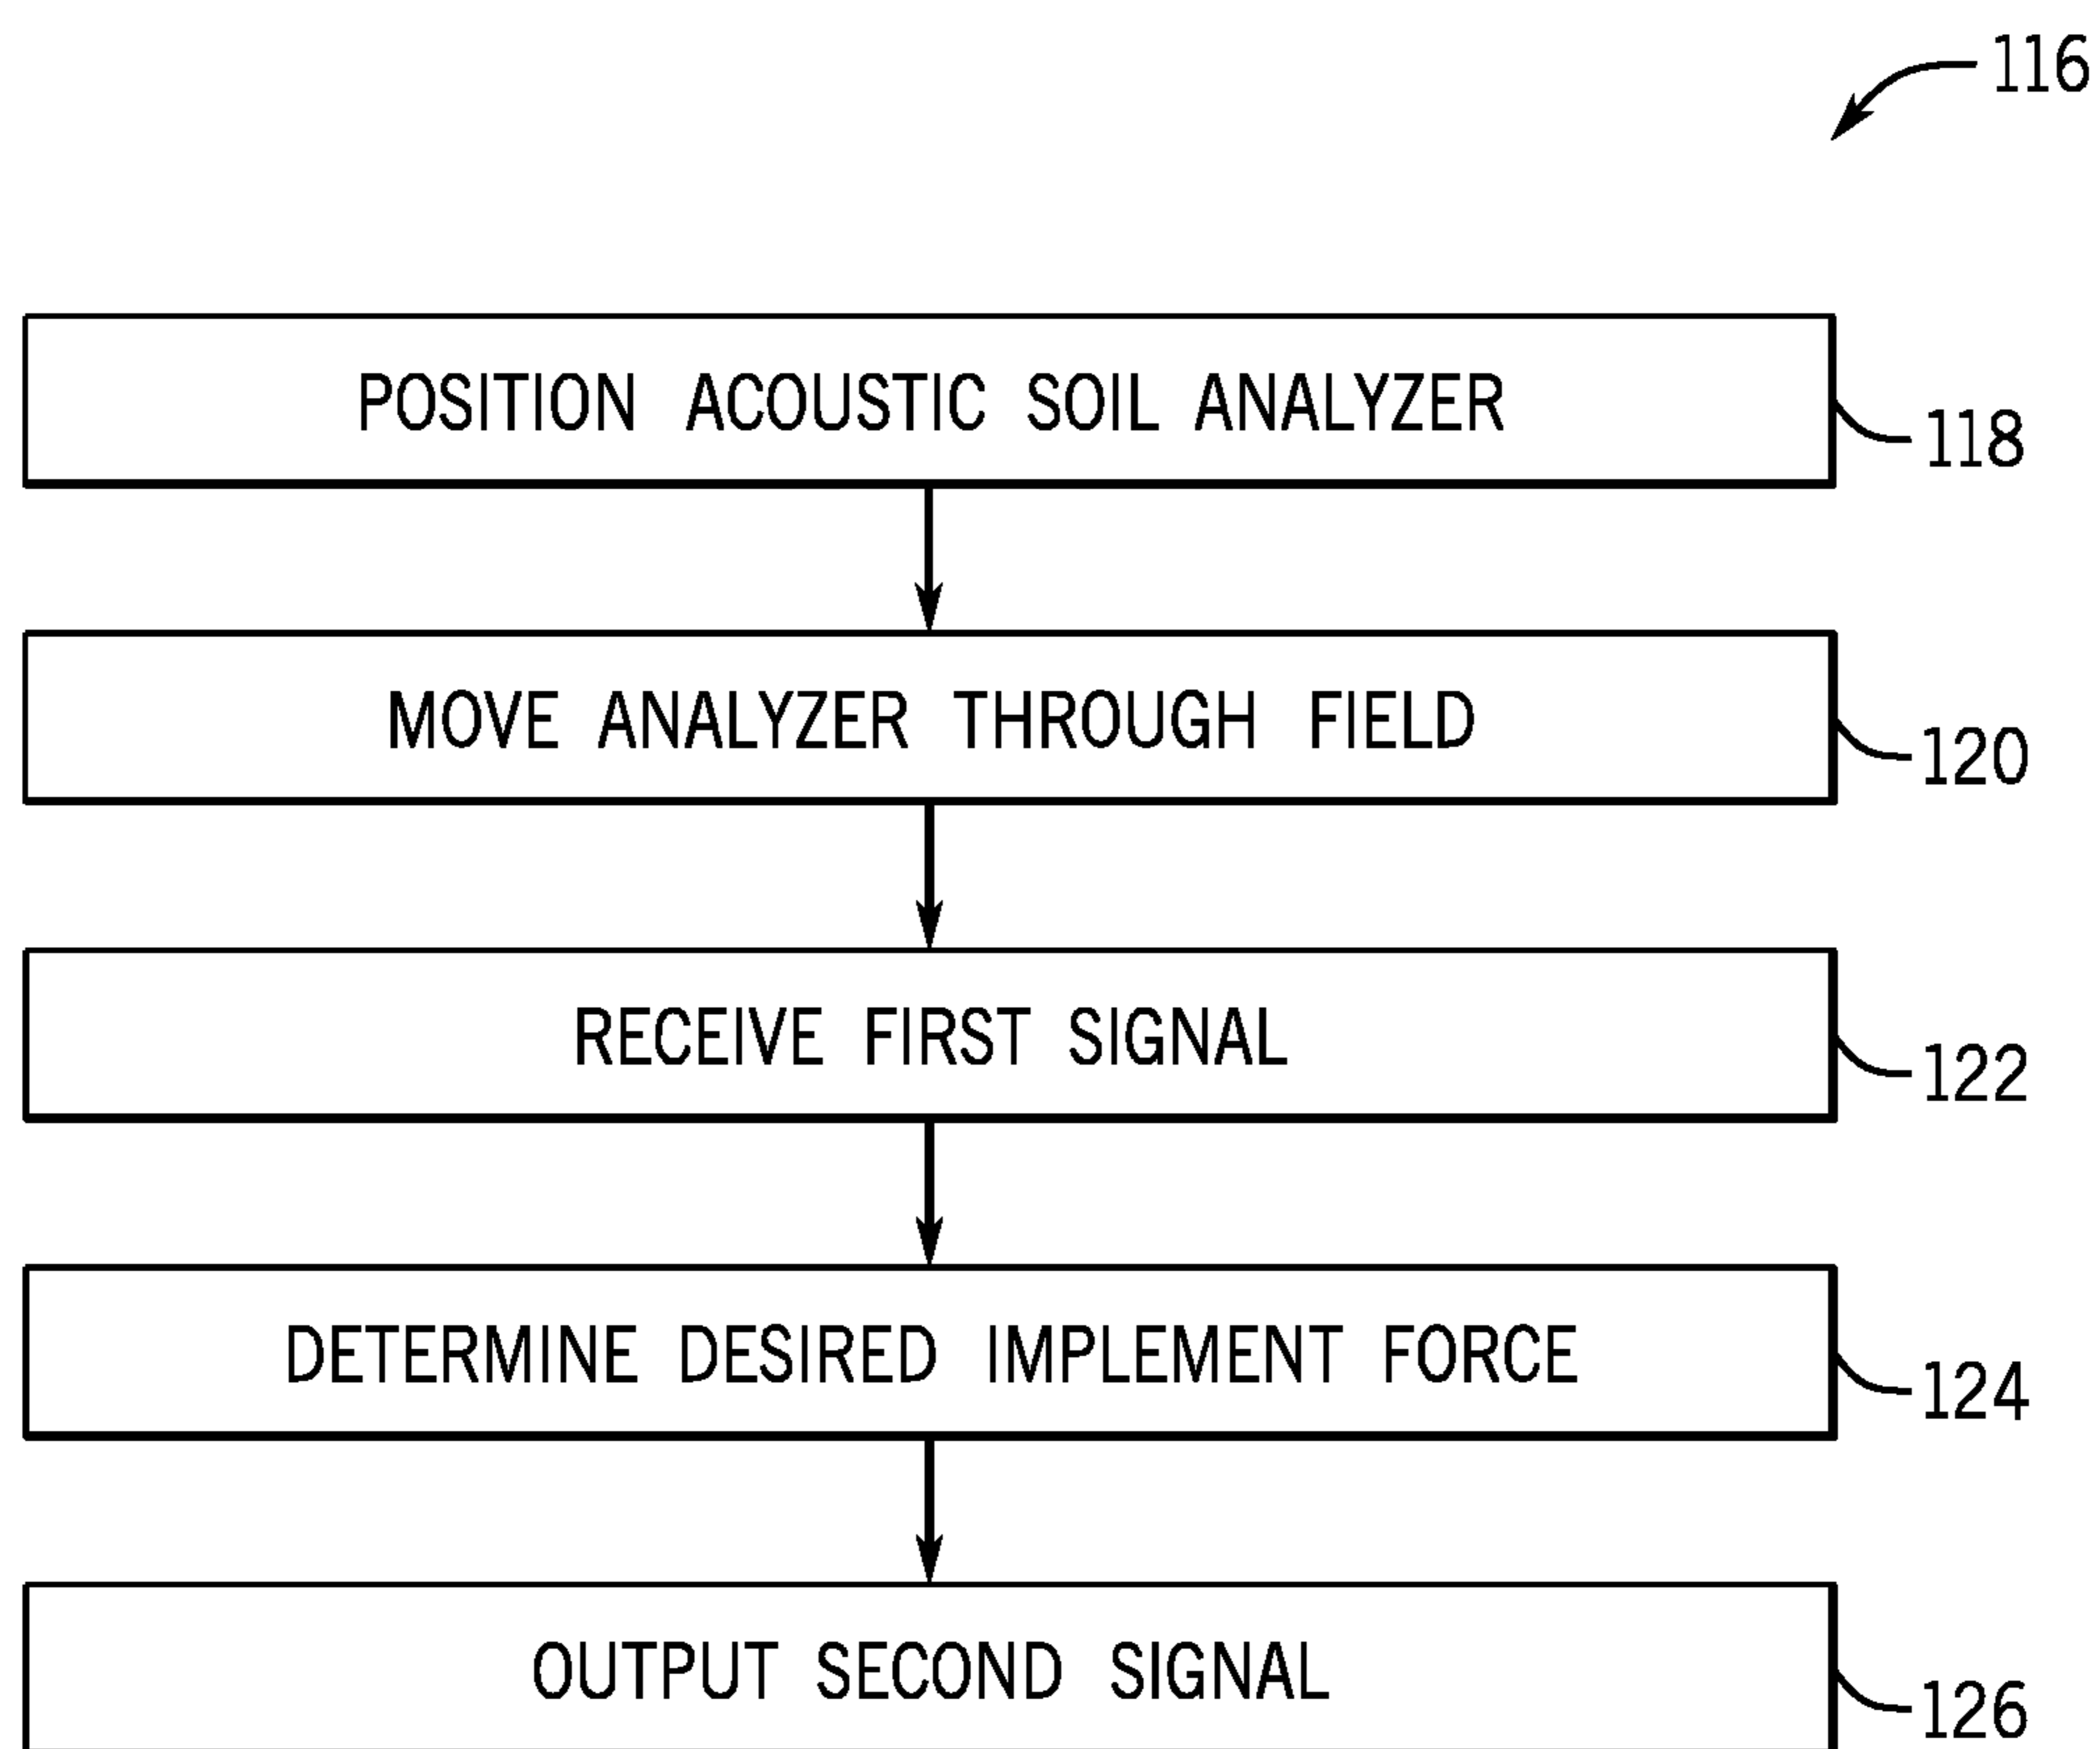 116
POSITION ACOUSTIC SOIL ANALYZER
118
MOVE ANALYZER THROUGH FIELD
120
RECEIVE FIRST SIGNAL
122
DETERMINE DESIRED IMPLEMENT FORCE
124
OUTPUT SECOND SIGNAL
126